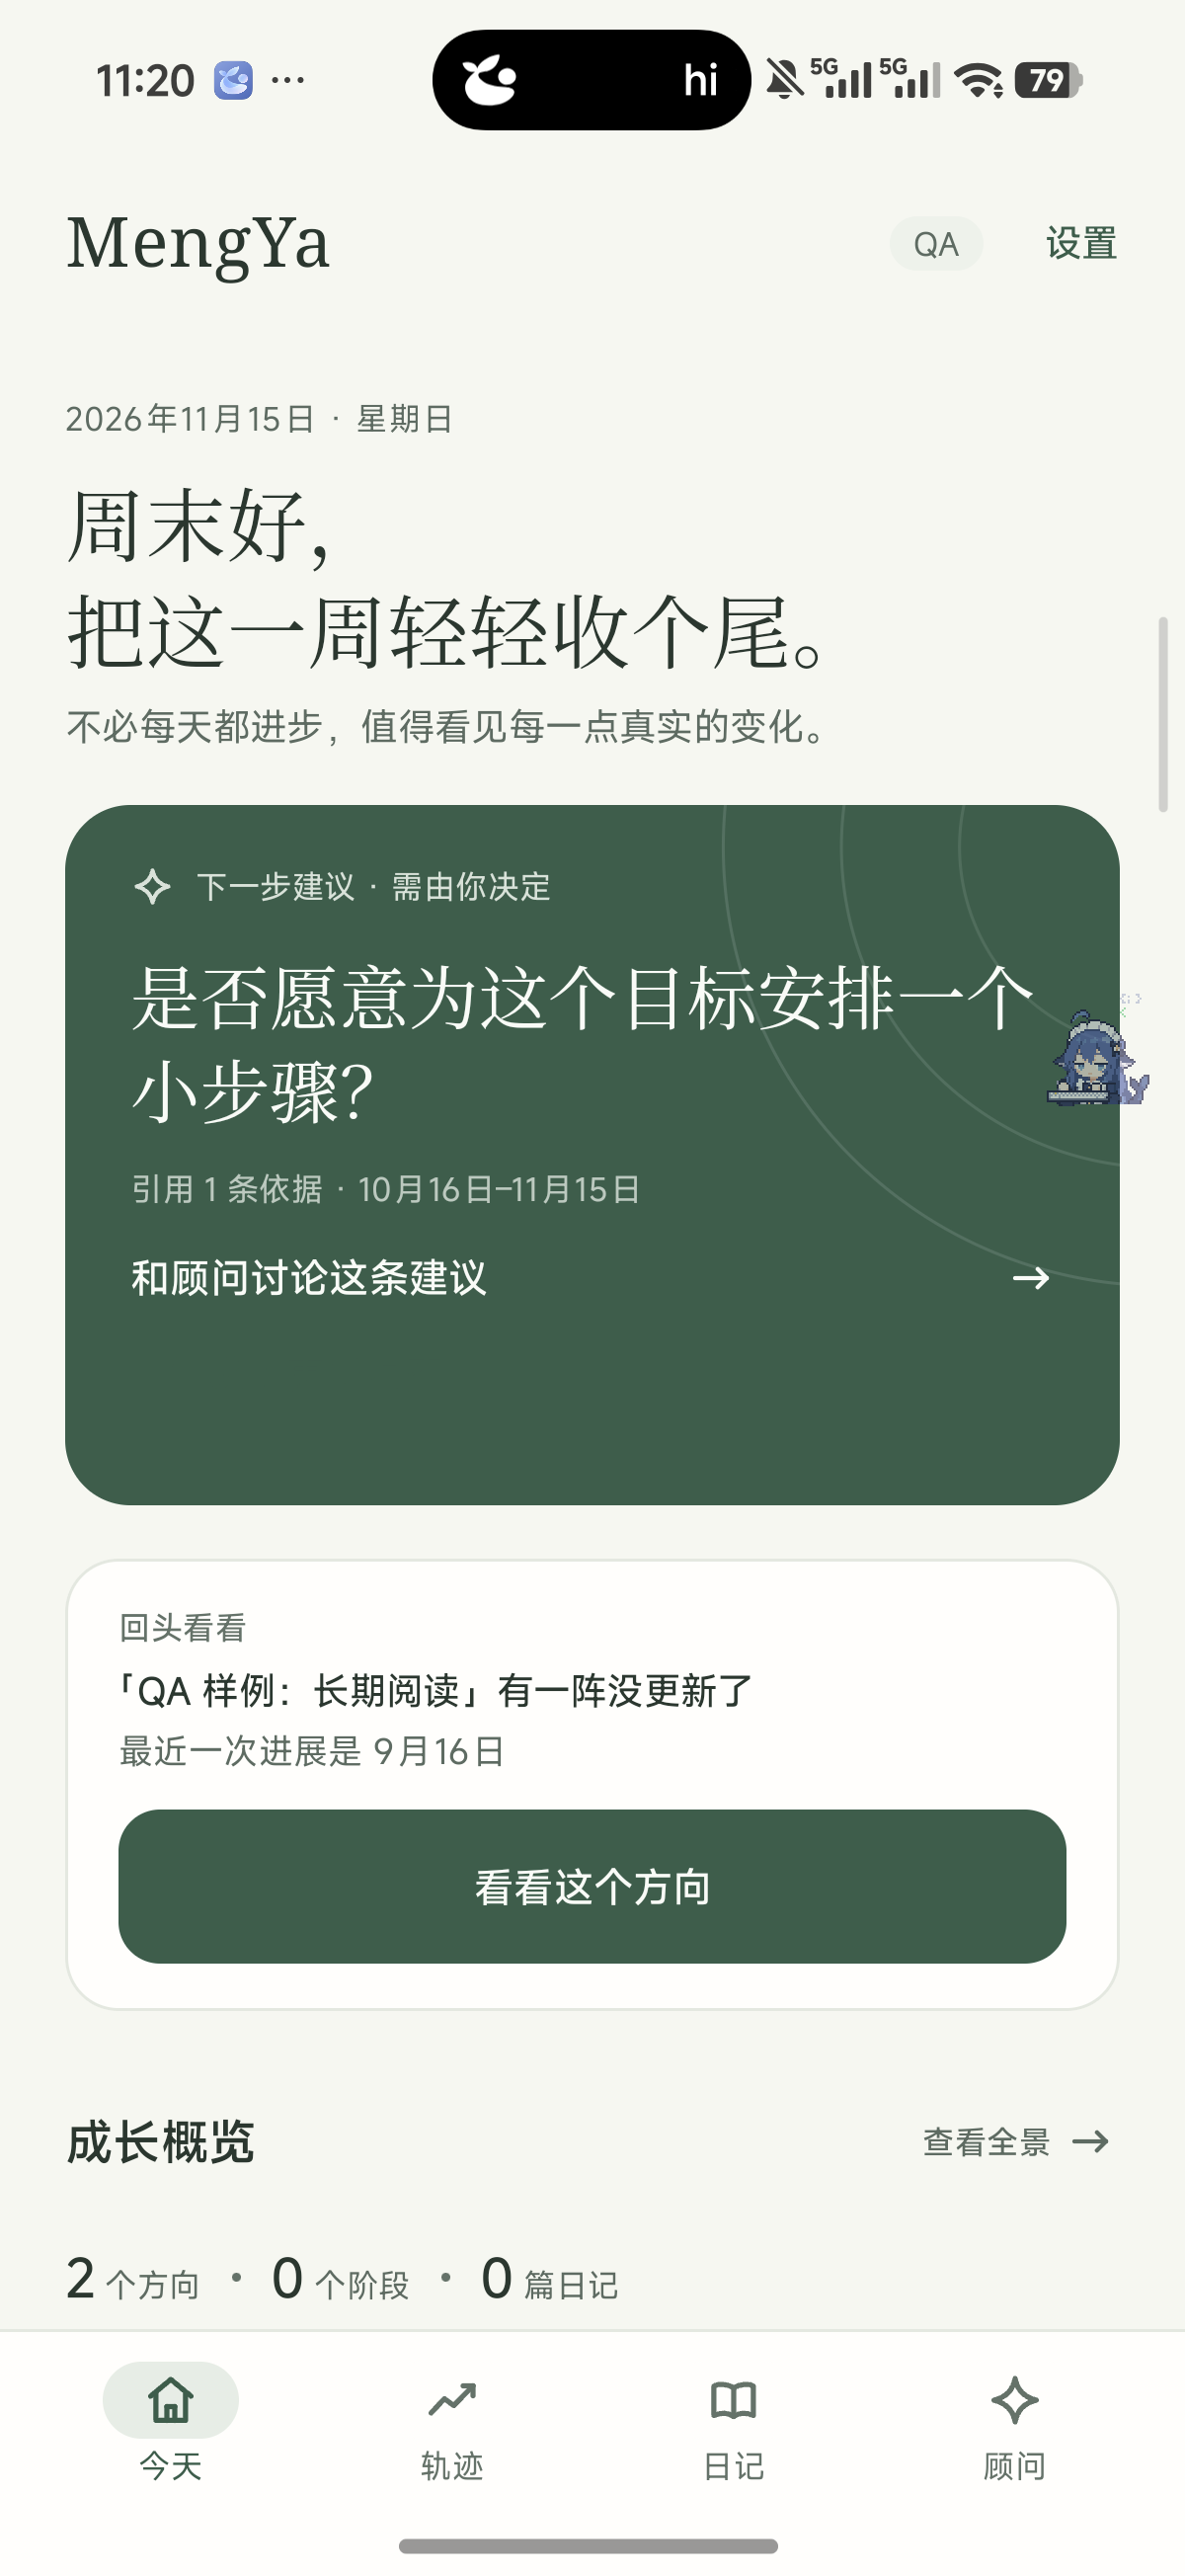 11:20
hi
5G 5G 79
MengYa
QA 设置
2026年11月15日 · 星期日
周末好，
把这一周轻轻收个尾。
不必每天都进步，值得看见每一点真实的变化。
下一步建议 · 需由你决定
是否愿意为这个目标安排一个
小步骤？
引用 1 条依据 · 10月16日–11月15日
和顾问讨论这条建议 →
回头看看
「QA 样例：长期阅读」有一阵没更新了
最近一次进展是 9月16日
看看这个方向
成长概览
查看全景 →
2 个方向 · 0 个阶段 · 0 篇日记
今天 轨迹 日记 顾问